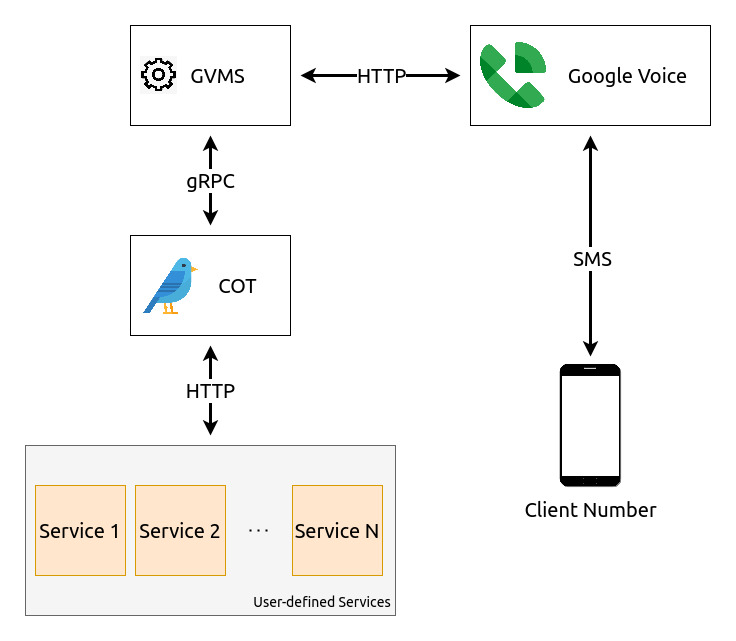 GVMS
HTTP
Google Voice
gRPC
COT
SMS
HTTP
Service 1
Service 2
...
Service N
User-defined Services
Client Number